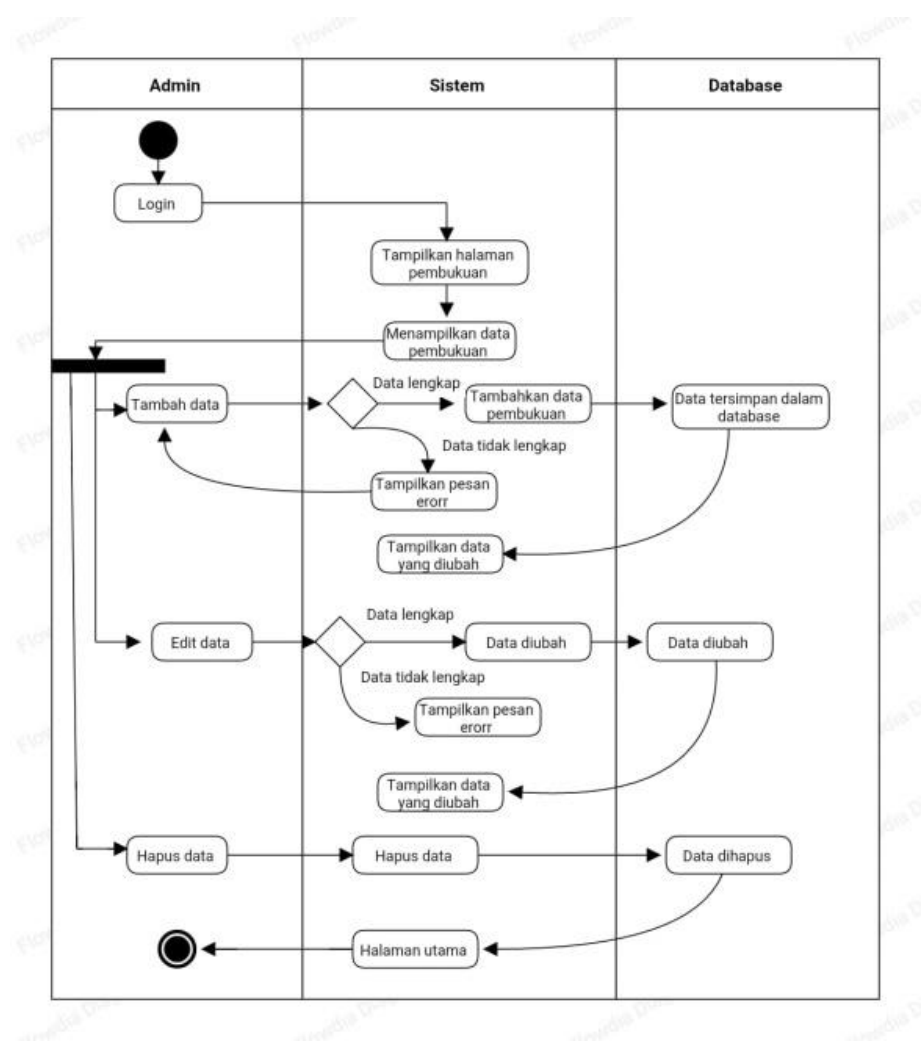 Admin
Sistem
Database
Login
Tampilkan halaman
pembukuan
Menampilkan data
pembukuan
Tambah data
Data lengkap
Tambahkan data
pembukuan
Data tersimpan dalam
database
Data tidak lengkap
Tampilkan pesan
erorr
Tampilkan data
yang diubah
Edit data
Data lengkap
Data diubah
Data diubah
Data tidak lengkap
Tampilkan pesan
erorr
Tampilkan data
yang diubah
Hapus data
Hapus data
Data dihapus
Halaman utama